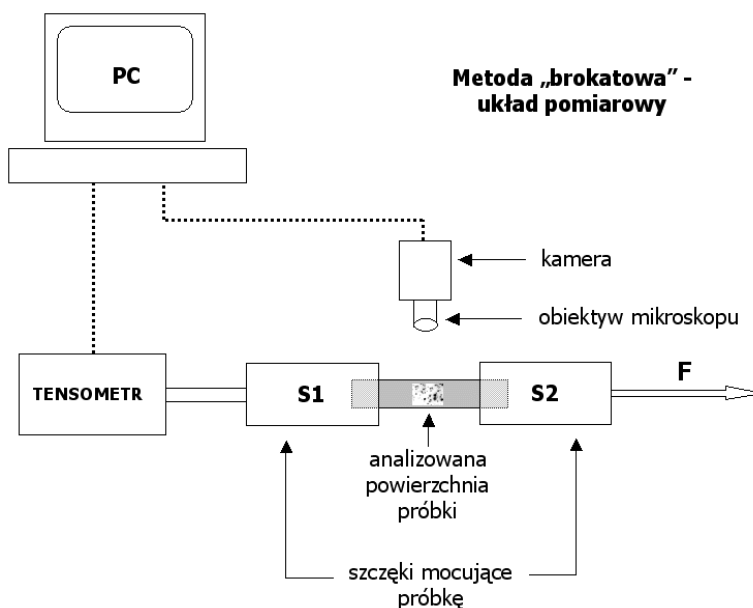 PC
Metoda „brokatowa” -
układ pomiarowy
kamera
obiektyw mikroskopu
TENSOMETR
S1
S2
F
analizowana
powierzchnia
próbki
szczęki mocujące
próbkę